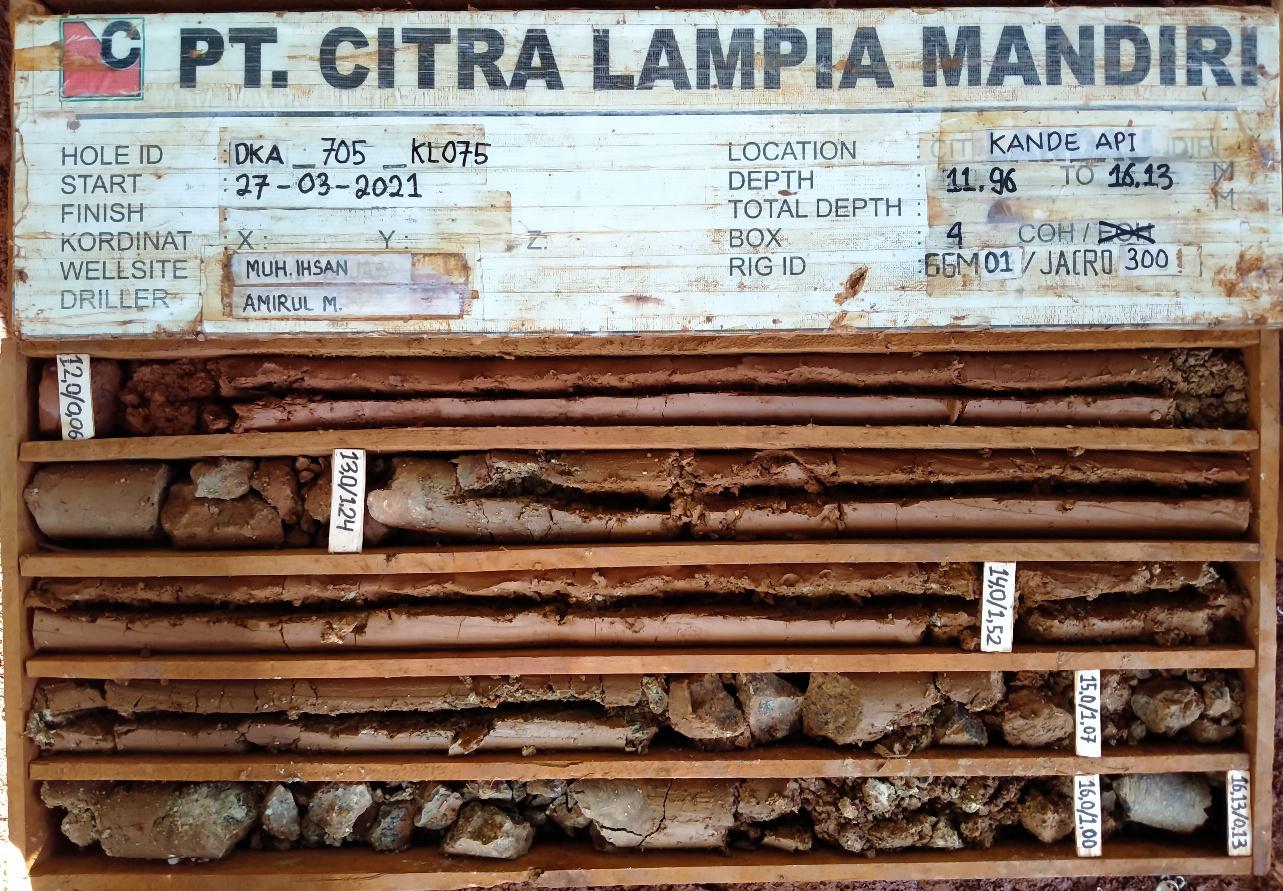 C PT. CITRA LAMPIA MANDIRI
HOLE ID : DKA_705_KL075
START : 27-03-2021
FINISH :
KORDINAT X: Y: Z:
WELLSITE MUH.IHSAN
DRILLER AMIRUL M.
LOCATION KANDE API
DEPTH : 11.96 TO 16.13 M
TOTAL DEPTH : M
BOX : 4 COH /
RIG ID : GGM01 / JACRO 300
12,0/0,06
13,0/1,24
14,0/1,52
15,0/1,07
16,0/1,00
16,13/0,13